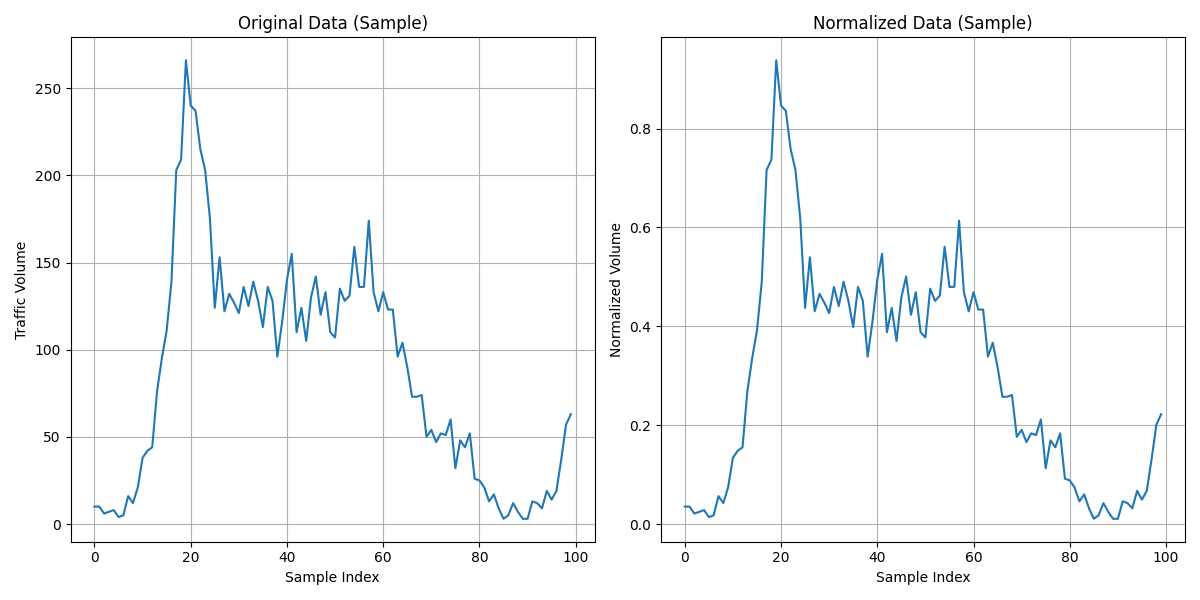 Original Data (Sample)
Traffic Volume
250
200
150
100
50
0
0 20 40 60 80 100
Sample Index
Normalized Data (Sample)
Normalized Volume
0.8
0.6
0.4
0.2
0.0
0 20 40 60 80 100
Sample Index